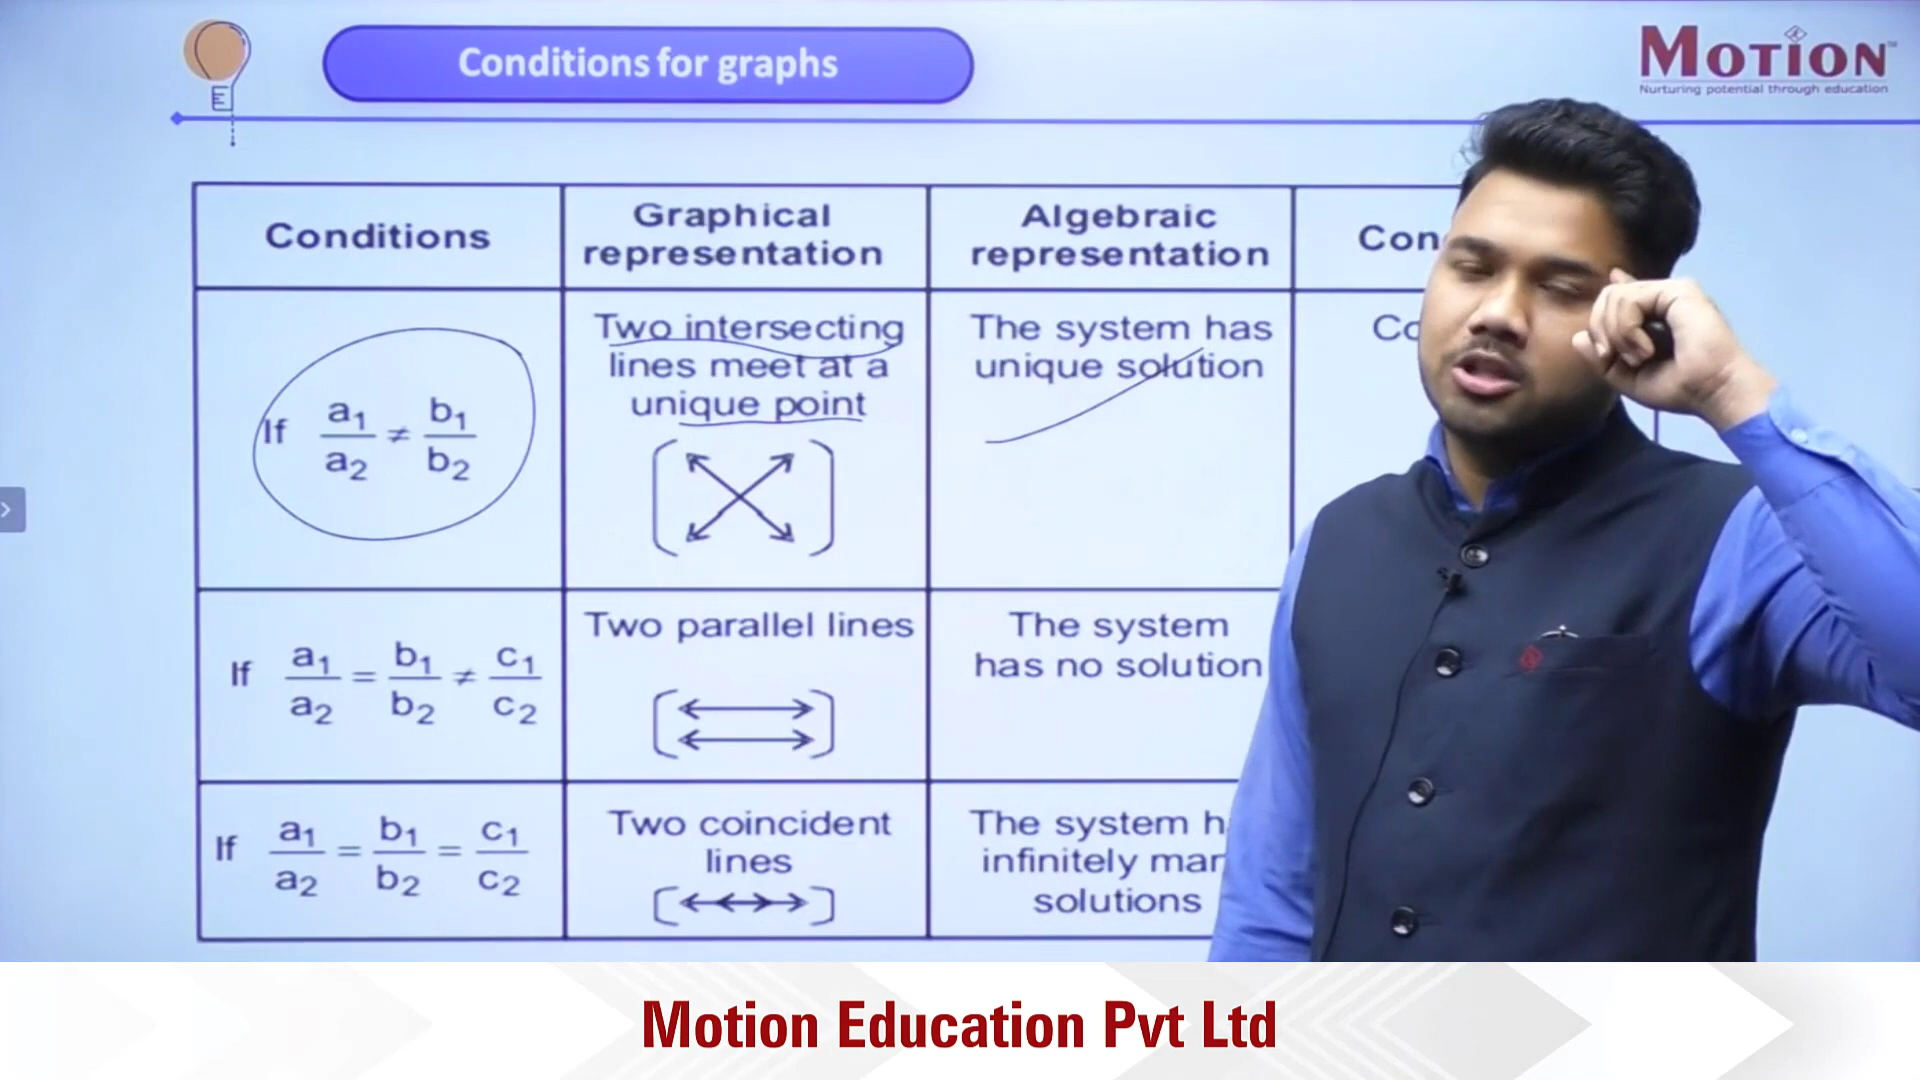 Conditions for graphs
MOTION
Nurturing potential through education
Conditions
Graphical
representation
Algebraic
representation
If a1/a2 ≠ b1/b2
Two intersecting
lines meet at a
unique point
The system has
unique solution
If a1/a2 = b1/b2 ≠ c1/c2
Two parallel lines
The system
has no solution
If a1/a2 = b1/b2 = c1/c2
Two coincident
lines
The system
infinitely
solutions
Motion Education Pvt Ltd